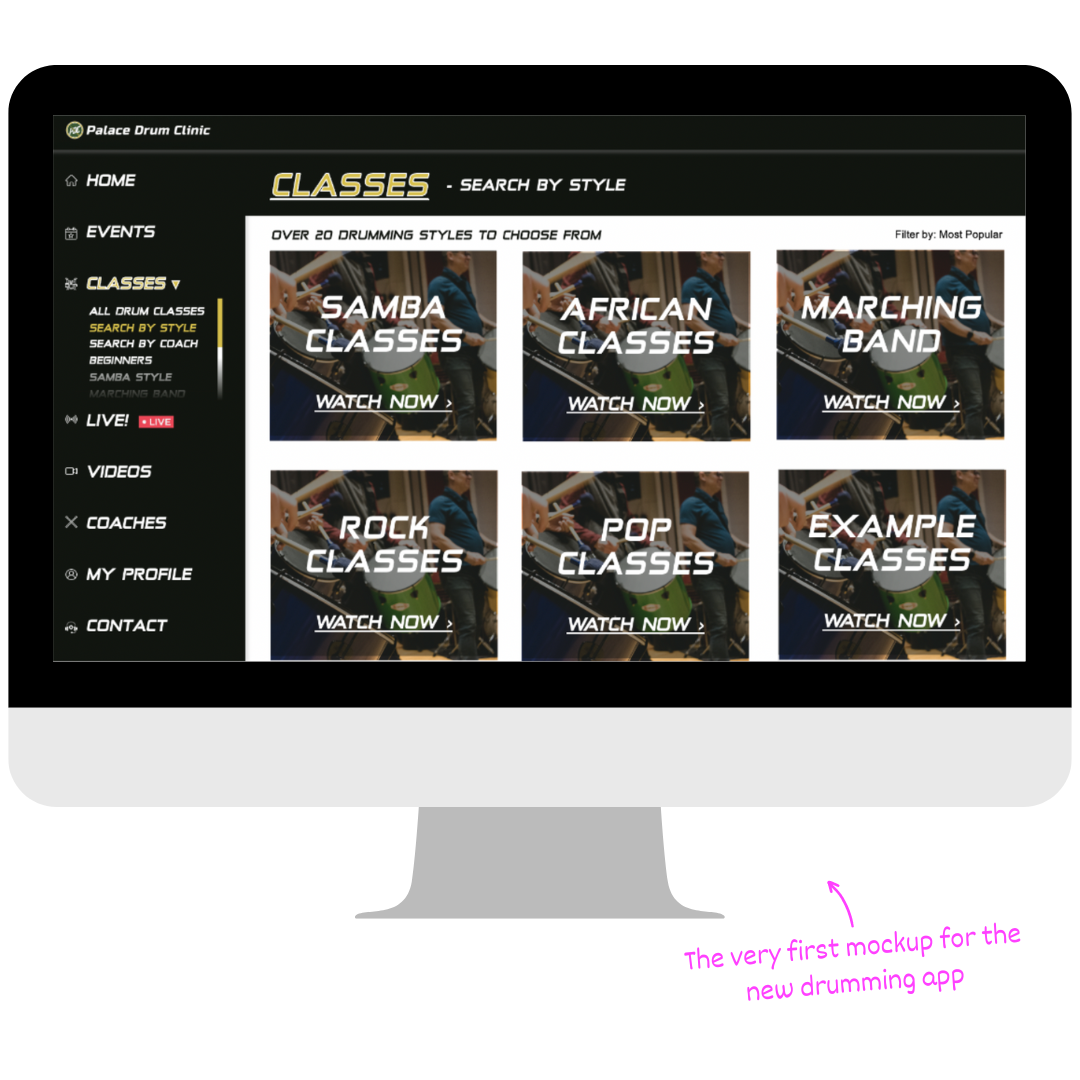 Palace Drum Clinic
HOME
EVENTS
CLASSES
ALL DRUM CLASSES
SEARCH BY STYLE
SEARCH BY COACH
BEGINNERS
SAMBA STYLE
MARCHING BAND
LIVE! • LIVE
VIDEOS
COACHES
MY PROFILE
CONTACT
CLASSES - SEARCH BY STYLE
OVER 20 DRUMMING STYLES TO CHOOSE FROM
Filter by: Most Popular
SAMBA
CLASSES
WATCH NOW ›
AFRICAN
CLASSES
WATCH NOW ›
MARCHING
BAND
WATCH NOW ›
ROCK
CLASSES
WATCH NOW ›
POP
CLASSES
WATCH NOW ›
EXAMPLE
CLASSES
WATCH NOW ›
The very first mockup for the
new drumming app